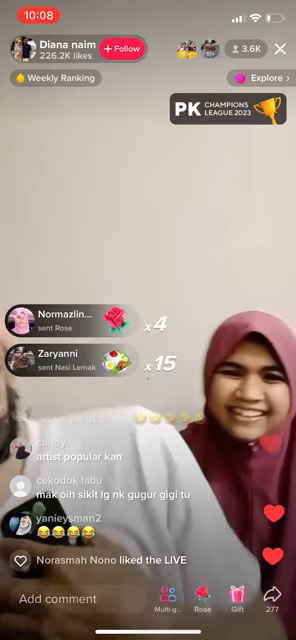 10:08
Diana naim
226.2K likes
+ Follow
3.6K
Weekly Ranking
Explore >
PK CHAMPIONS
LEAGUE 2023
Normazlin...
sent Rose
x4
Zaryanni
sent Nasi Lemak
x15
candy
artist popular kan
cekodok labu
mak oih sikit lg nk gugur gigi tu
yanieysman2
😂😂😂😂
Norasmah Nono liked the LIVE
Add comment
Multi-g...
Rose
Gift
277